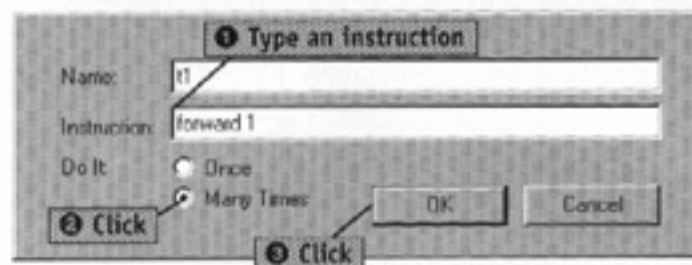 ❶ Type an instruction
Name: t1
Instruction: forward 1
Do It Once
Many Times
OK Cancel
❷ Click
❸ Click